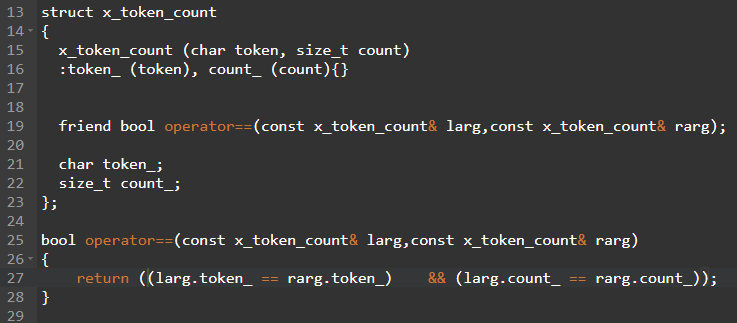 13 struct x_token_count
14 {
15   x_token_count (char token, size_t count)
16   :token_ (token), count_ (count){}
17
18
19   friend bool operator==(const x_token_count& larg,const x_token_count& rarg);
20
21   char token_;
22   size_t count_;
23 };
24
25 bool operator==(const x_token_count& larg,const x_token_count& rarg)
26 {
27     return ((larg.token_ == rarg.token_)    && (larg.count_ == rarg.count_));
28 }
29